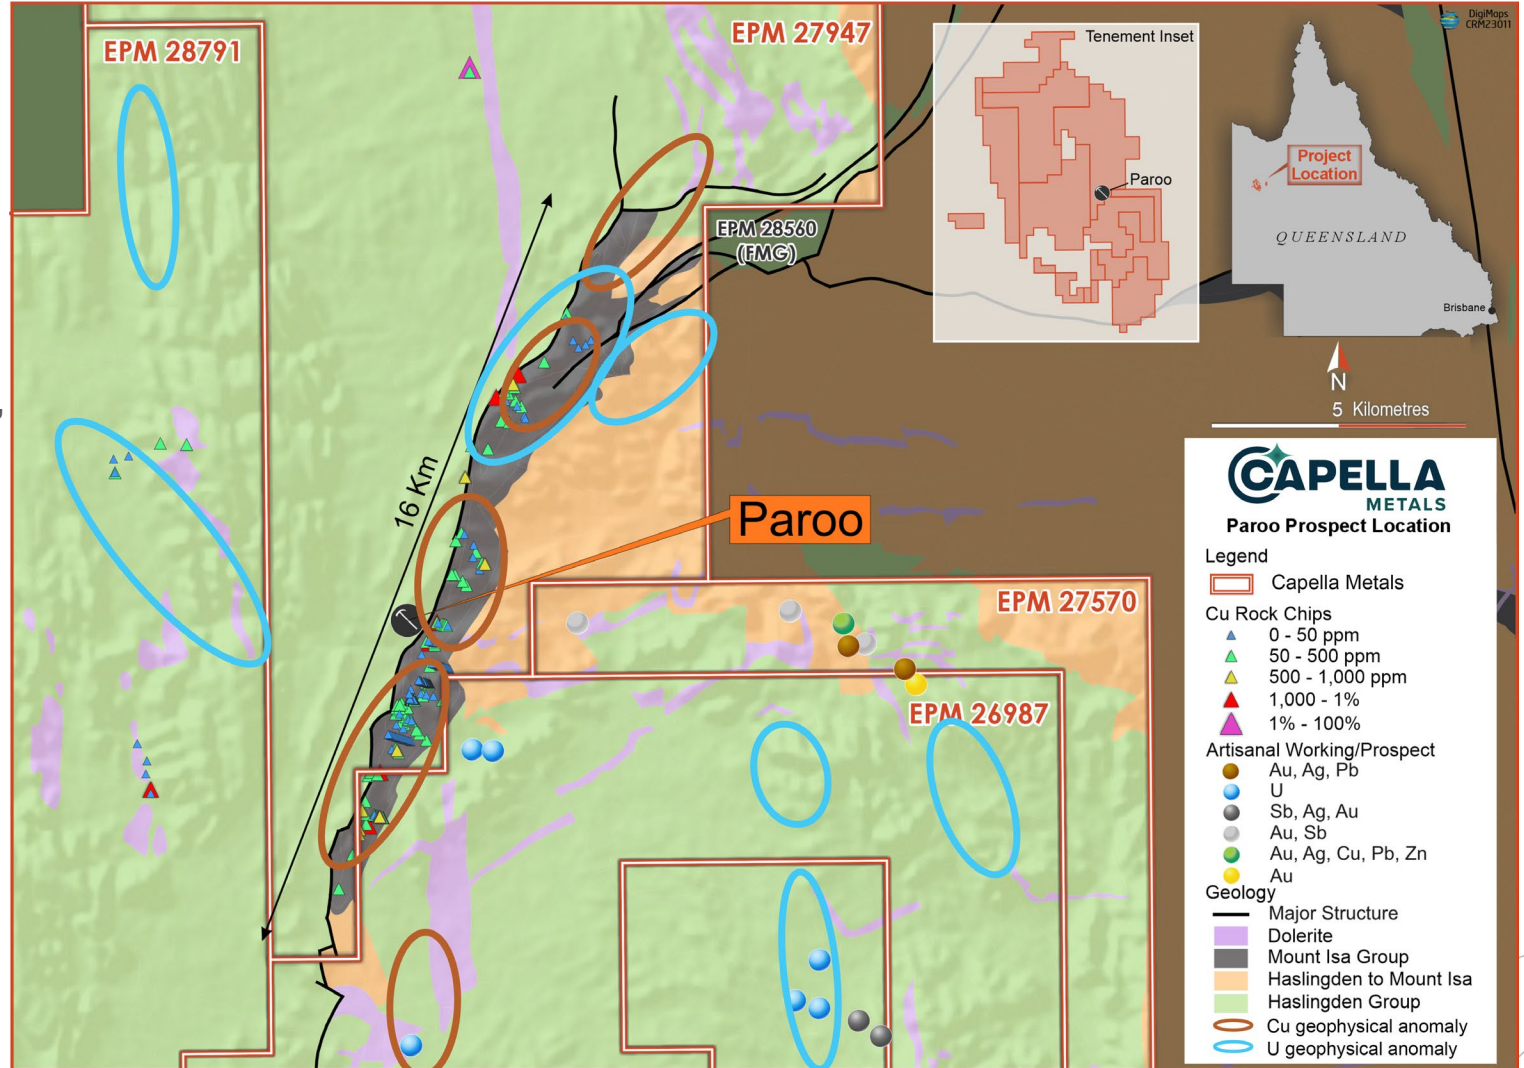 EPM 28791
EPM 27947
DigiMaps
CRM23011
Tenement Inset
Paroo
Project
Location
QUEENSLAND
Brisbane
EPM 28560
(FMG)
N
5 Kilometres
16 Km
Paroo
EPM 27570
EPM 26987
CAPELLA
METALS
Paroo Prospect Location
Legend
Capella Metals
Cu Rock Chips
0 - 50 ppm
50 - 500 ppm
500 - 1,000 ppm
1,000 - 1%
1% - 100%
Artisanal Working/Prospect
Au, Ag, Pb
U
Sb, Ag, Au
Au, Sb
Au, Ag, Cu, Pb, Zn
Au
Geology
Major Structure
Dolerite
Mount Isa Group
Haslingden to Mount Isa
Haslingden Group
Cu geophysical anomaly
U geophysical anomaly